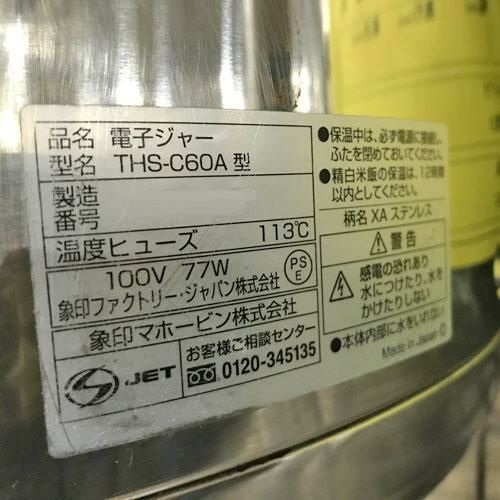 品名 電子ジャー
型名 THS-C60A 型
製造
番号
温度ヒューズ 113℃
100V 77W
象印ファクトリー・ジャパン株式会社
PS
E
象印マホービン株式会社
JET
お客様ご相談センター
0120-345135
●保温中は、必ず電源に接続し、
ふたを閉めておいてください。
●精白米飯の保温は、12時間
以内としてください。
柄名 XA ステンレス
警告
感電の恐れあり
水につけたり、水を
かけたりしない
●本体内部に水をいれない
Made in Japan Ⓒ